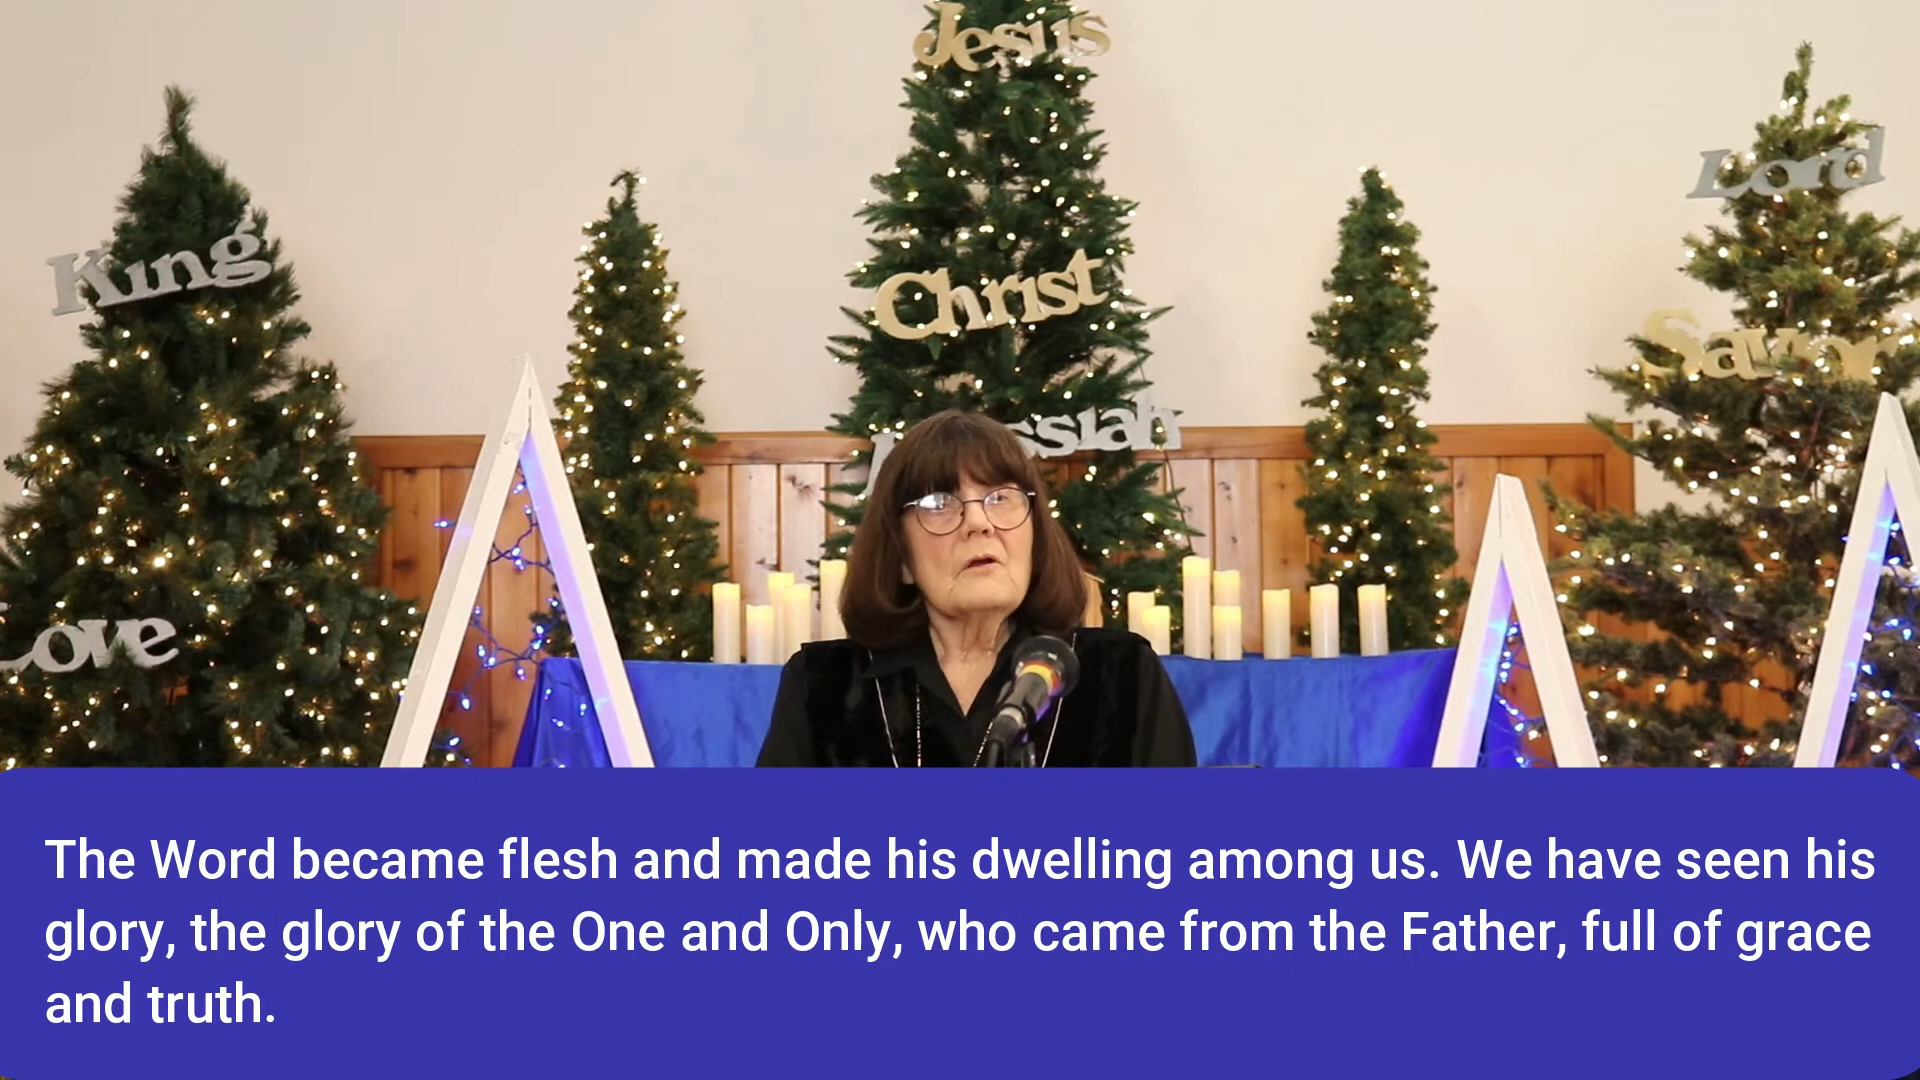 Jesus
Lord
King
Christ
Savior
Love
The Word became flesh and made his dwelling among us. We have seen his
glory, the glory of the One and Only, who came from the Father, full of grace
and truth.